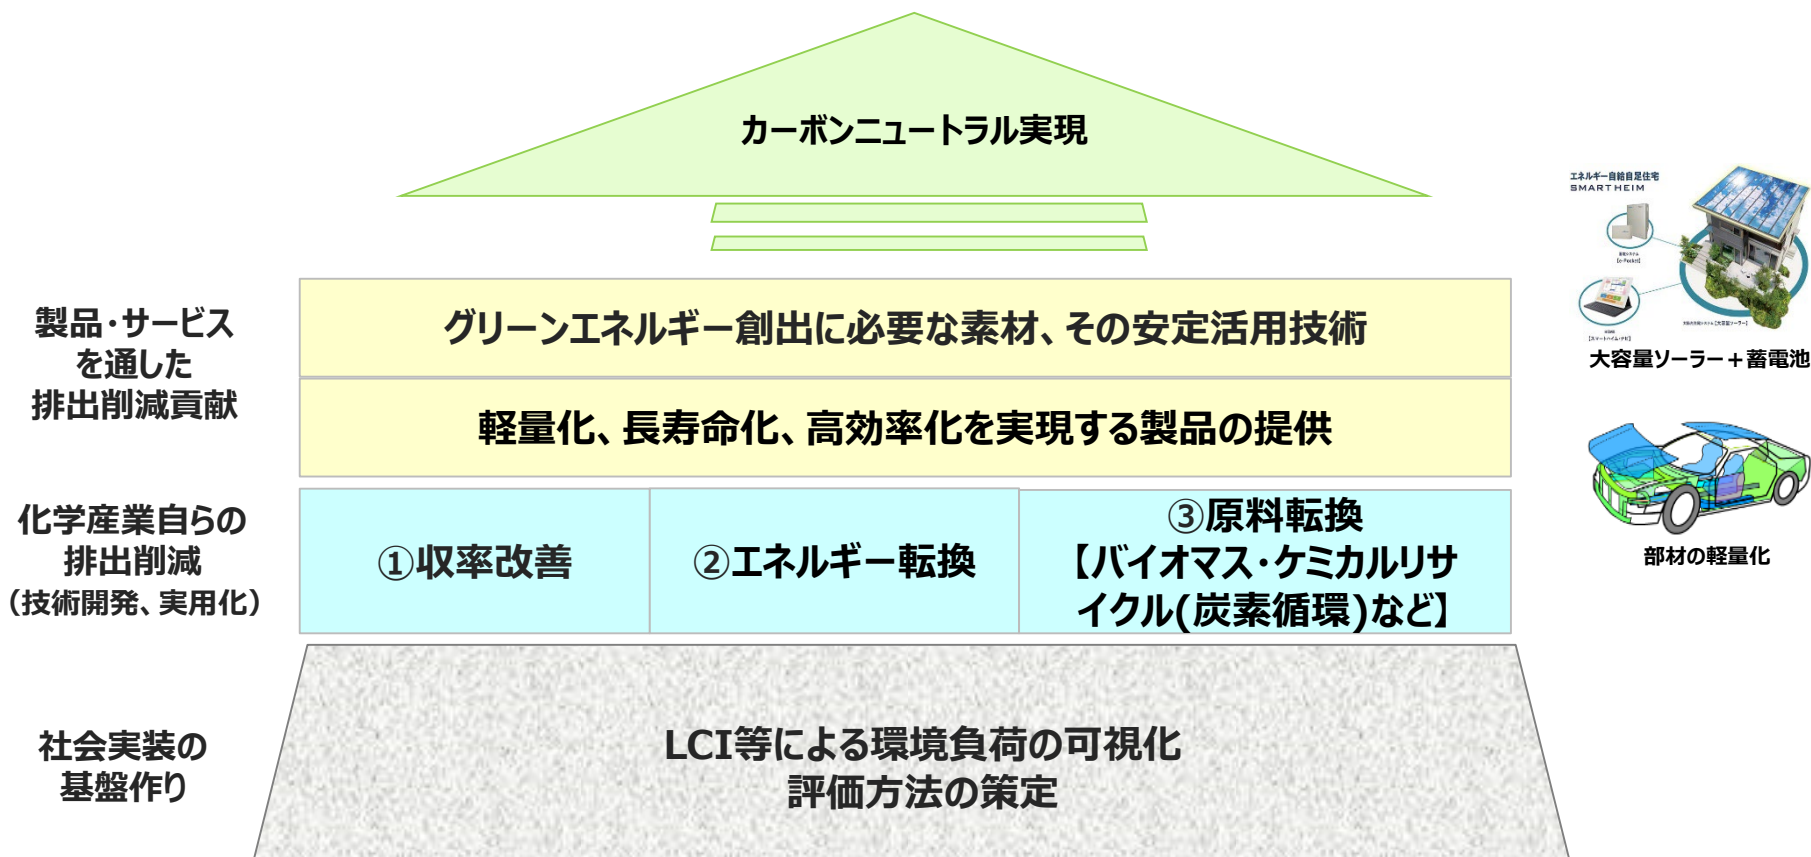 カーボンニュートラル実現
エネルギー自給自足住宅
SMART HEIM
【e-Pocket】
大容量ソーラー＋蓄電池
製品・サービス
を通した
排出削減貢献
グリーンエネルギー創出に必要な素材、その安定活用技術
軽量化、長寿命化、高効率化を実現する製品の提供
部材の軽量化
化学産業自らの
排出削減
（技術開発、実用化）
①収率改善
②エネルギー転換
③原料転換
【バイオマス・ケミカルリサ
イクル(炭素循環)など】
社会実装の
基盤作り
LCI等による環境負荷の可視化
評価方法の策定